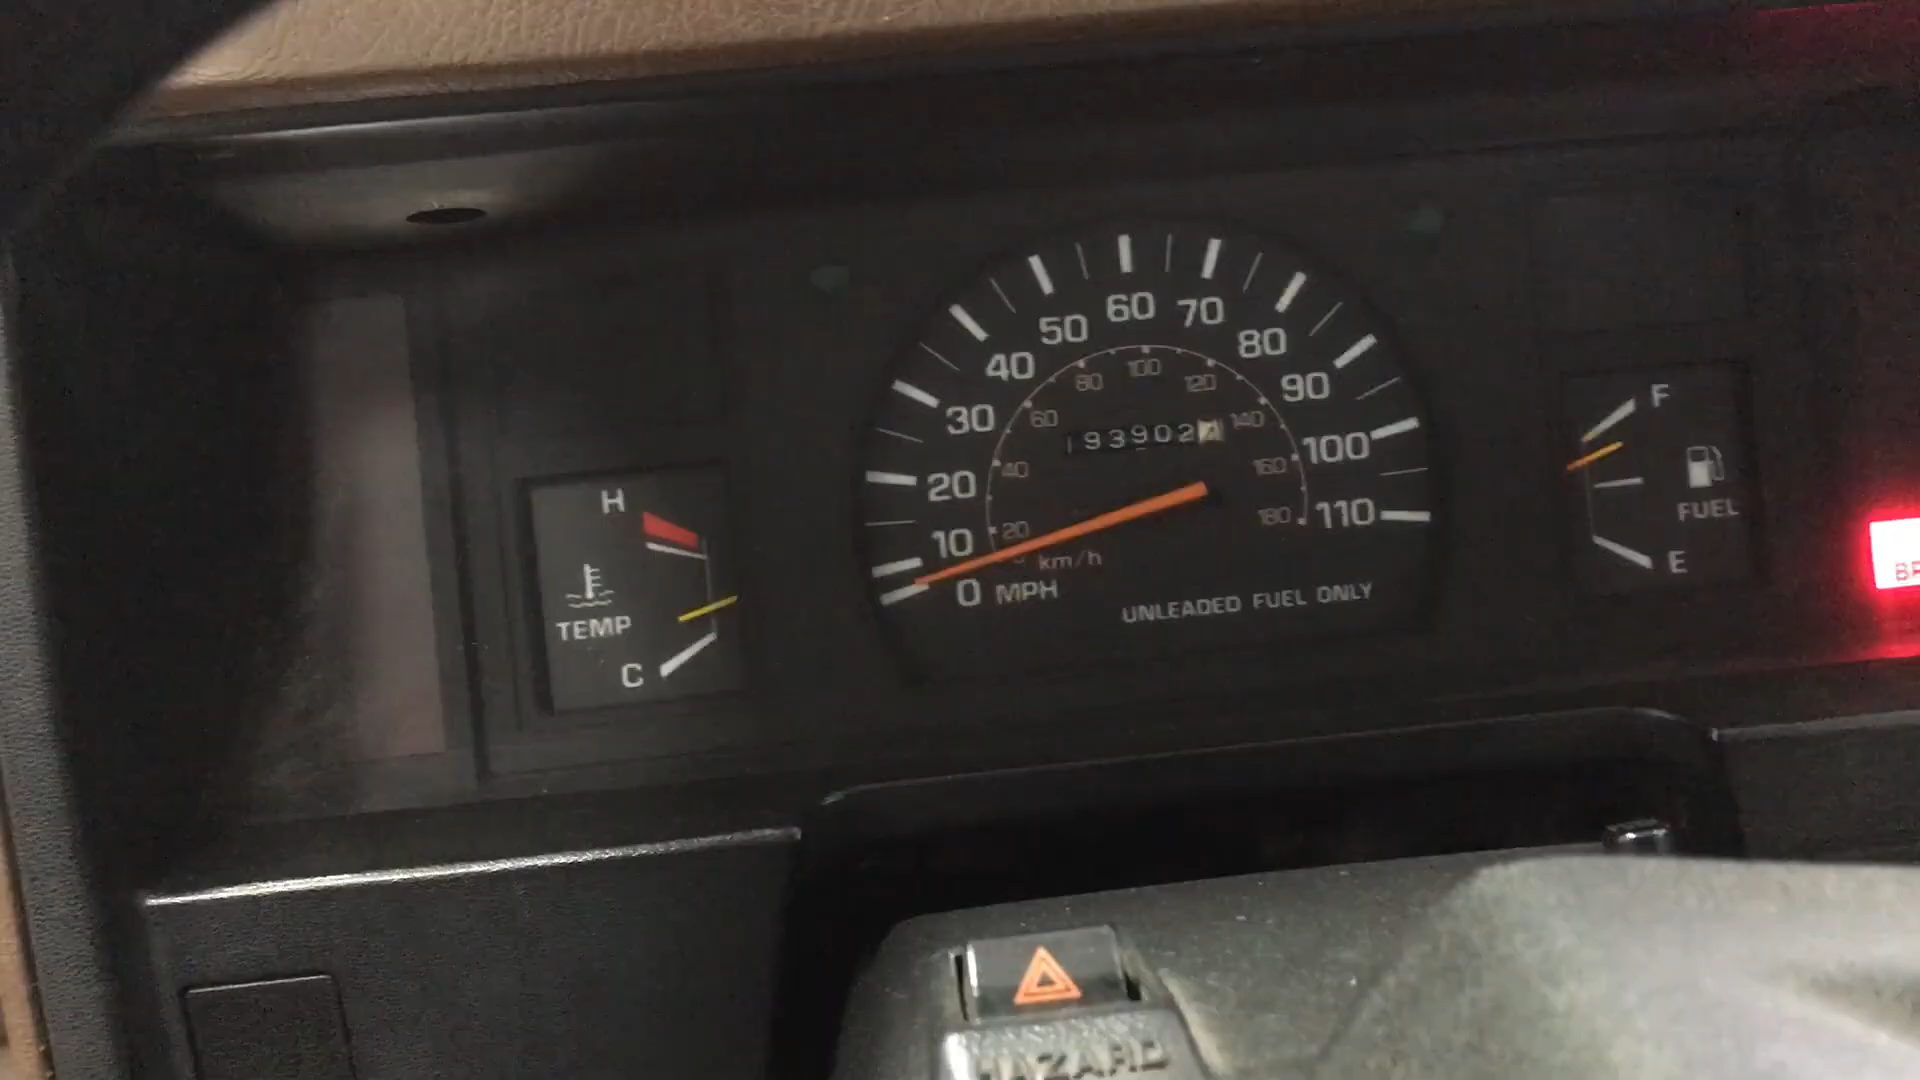 60
50 70
40 80
30 90
20 100
10 110
0 MPH
80 100 120
60 140
40 160
20 180
km/h
193902
UNLEADED FUEL ONLY
H
TEMP
C
F
FUEL
E
HAZARD